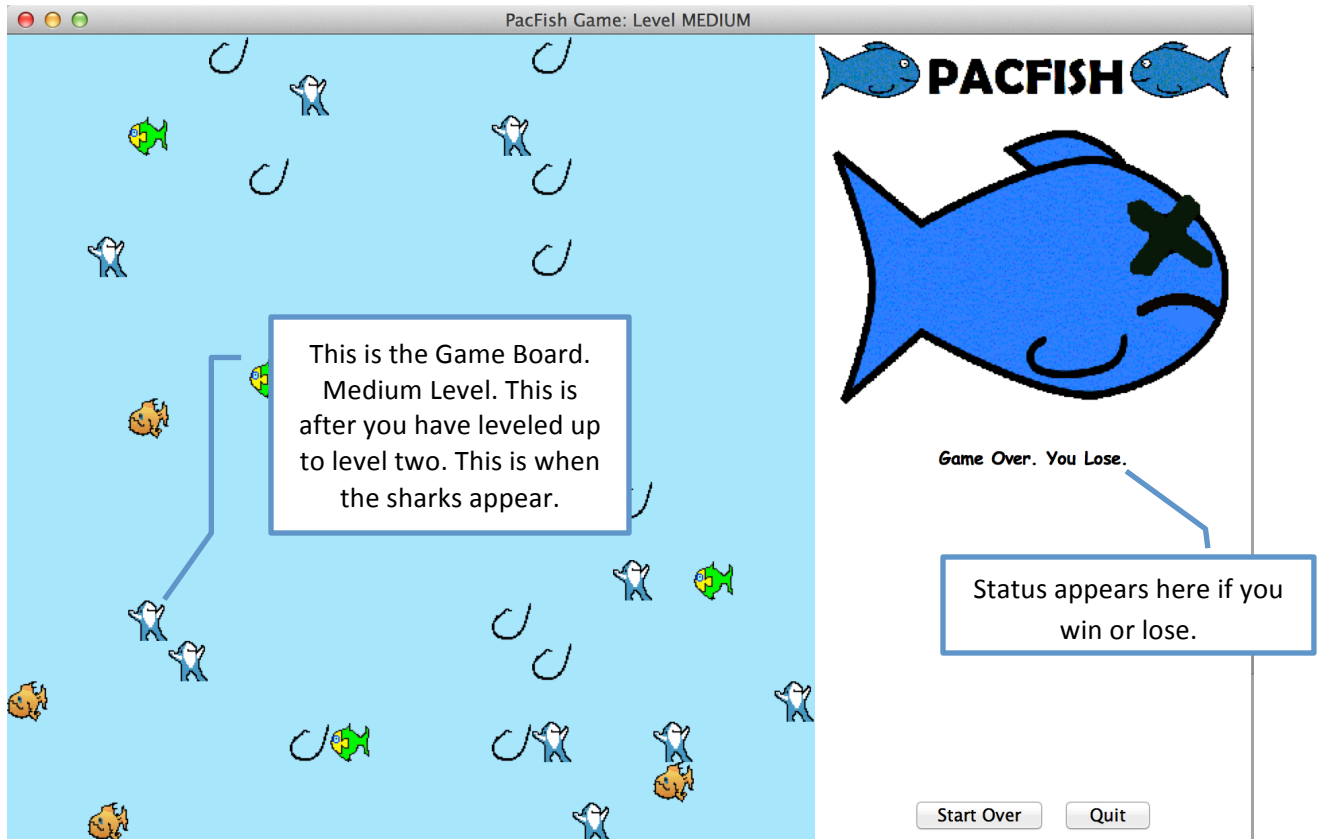 PacFish Game: Level MEDIUM
PACFISH
This is the Game Board.
Medium Level. This is
after you have leveled up
to level two. This is when
the sharks appear.
Game Over. You Lose.
Status appears here if you
win or lose.
Start Over
Quit